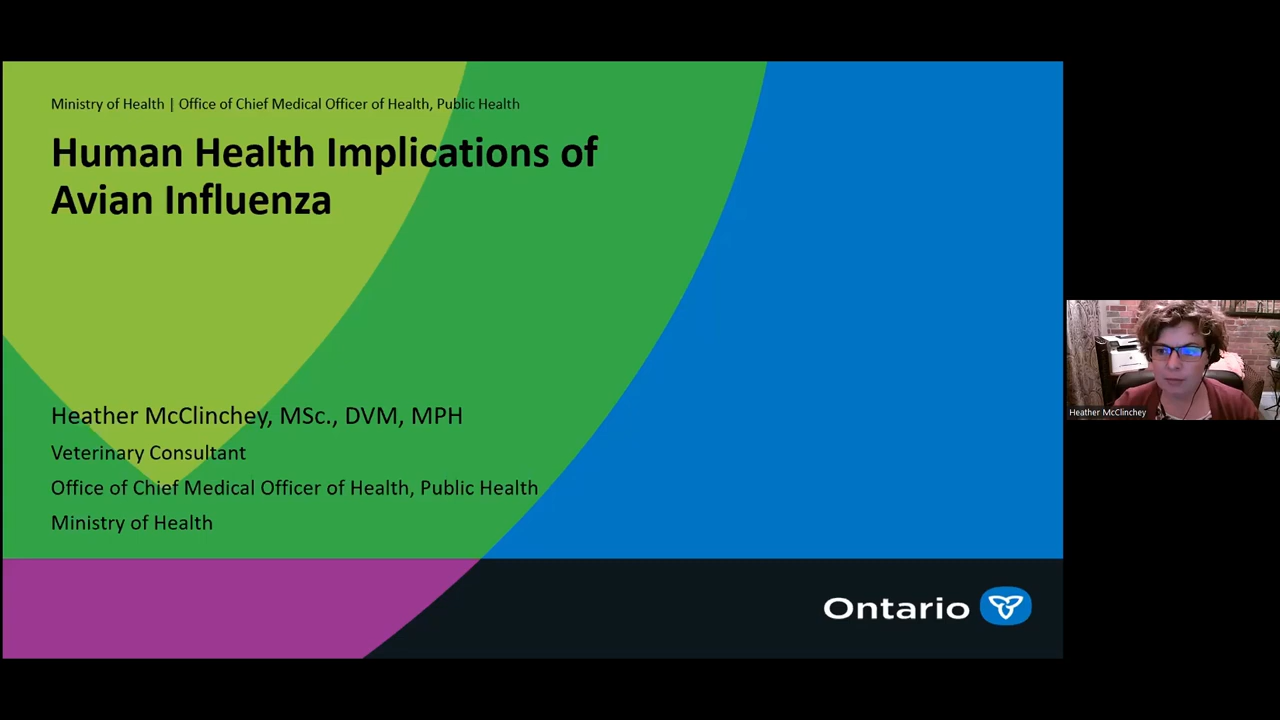 Ministry of Health | Office of Chief Medical Officer of Health, Public Health
Human Health Implications of
Avian Influenza
Heather McClinchey, MSc., DVM, MPH
Veterinary Consultant
Office of Chief Medical Officer of Health, Public Health
Ministry of Health
Ontario
Heather McClinchey